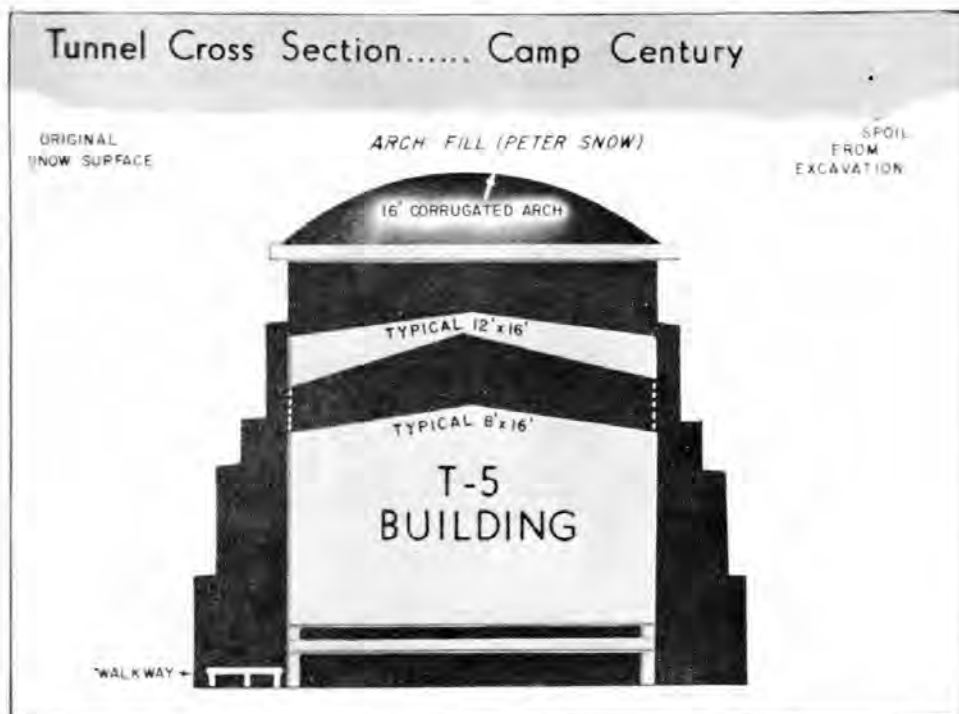 Tunnel Cross Section...... Camp Century
ORIGINAL
SNOW SURFACE
ARCH FILL (PETER SNOW)
SPOIL
FROM
EXCAVATION
16' CORRUGATED ARCH
TYPICAL 12'x16'
TYPICAL 8'x16'
T-5
BUILDING
WALKWAY